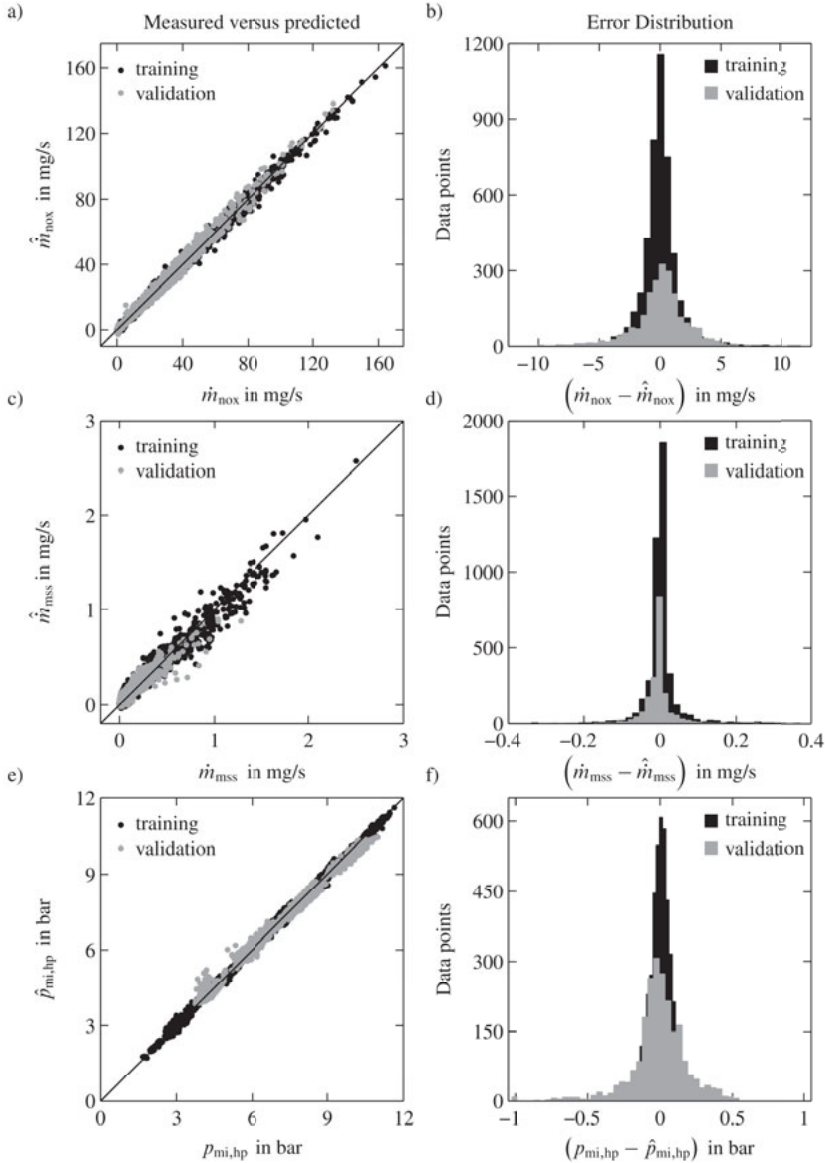 a) Measured versus predicted
b) Error Distribution
160
120
80
40
0
training
validation
0 40 80 120 160
ṁnox in mg/s
m̂̇nox in mg/s
1200
900
600
300
0
training
validation
Data points
−10 −5 0 5 10
(ṁnox − m̂̇nox) in mg/s
c)
3
2
1
0
training
validation
0 1 2 3
ṁmss in mg/s
m̂̇mss in mg/s
d)
2000
1500
1000
500
0
training
validation
Data points
−0.4 −0.2 0 0.2 0.4
(ṁmss − m̂̇mss) in mg/s
e)
12
9
6
3
0
training
validation
0 3 6 9 12
pmi,hp in bar
p̂mi,hp in bar
f)
600
450
300
150
0
training
validation
Data points
−1 −0.5 0 0.5 1
(pmi,hp − p̂mi,hp) in bar